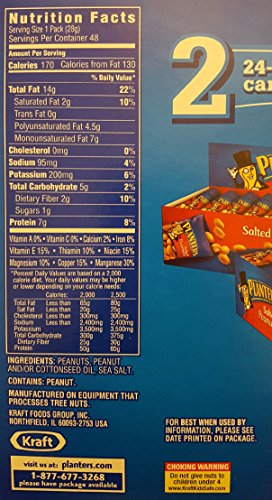 Nutrition Facts
Serving Size 1 Pack (28g)
Servings Per Container 48
Amount Per Serving
Calories 170 Calories from Fat 130
% Daily Value*
Total Fat 14g 22%
Saturated Fat 2g 10%
Trans Fat 0g
Polyunsaturated Fat 4.5g
Monounsaturated Fat 7g
Cholesterol 0mg 0%
Sodium 95mg 4%
Potassium 200mg 6%
Total Carbohydrate 5g 2%
Dietary Fiber 2g 10%
Sugars 1g
Protein 7g 8%
Vitamin A 0% • Vitamin C 0% • Calcium 2% • Iron 8%
Vitamin E 15% • Thiamin 10% • Niacin 15%
Magnesium 10% • Copper 15% • Manganese 30%
*Percent Daily Values are based on a 2,000
calorie diet. Your daily values may be higher
or lower depending on your calorie needs.
Calories: 2,000 2,500
Total Fat Less than 65g 80g
Sat Fat Less than 20g 25g
Cholesterol Less than 300mg 300mg
Sodium Less than 2,400mg 2,400mg
Potassium 3,500mg 3,500mg
Total Carbohydrate 300g 375g
Dietary Fiber 25g 30g
Protein 50g 65g
INGREDIENTS: PEANUTS, PEANUT
AND/OR COTTONSEED OIL, SEA SALT.
CONTAINS: PEANUT.
MANUFACTURED ON EQUIPMENT THAT
PROCESSES TREE NUTS.
KRAFT FOODS GROUP, INC.
NORTHFIELD, IL 60093-2753 USA
Kraft
visit us at: planters.com
1-877-677-3268
please have package available
2
24-
Salted
FOR BEST WHEN USED BY
INFORMATION, PLEASE SEE
DATE PRINTED ON PACKAGE.
CHOKING WARNING
Do not give nuts to
children under 4
www.KraftKidsSafe.com